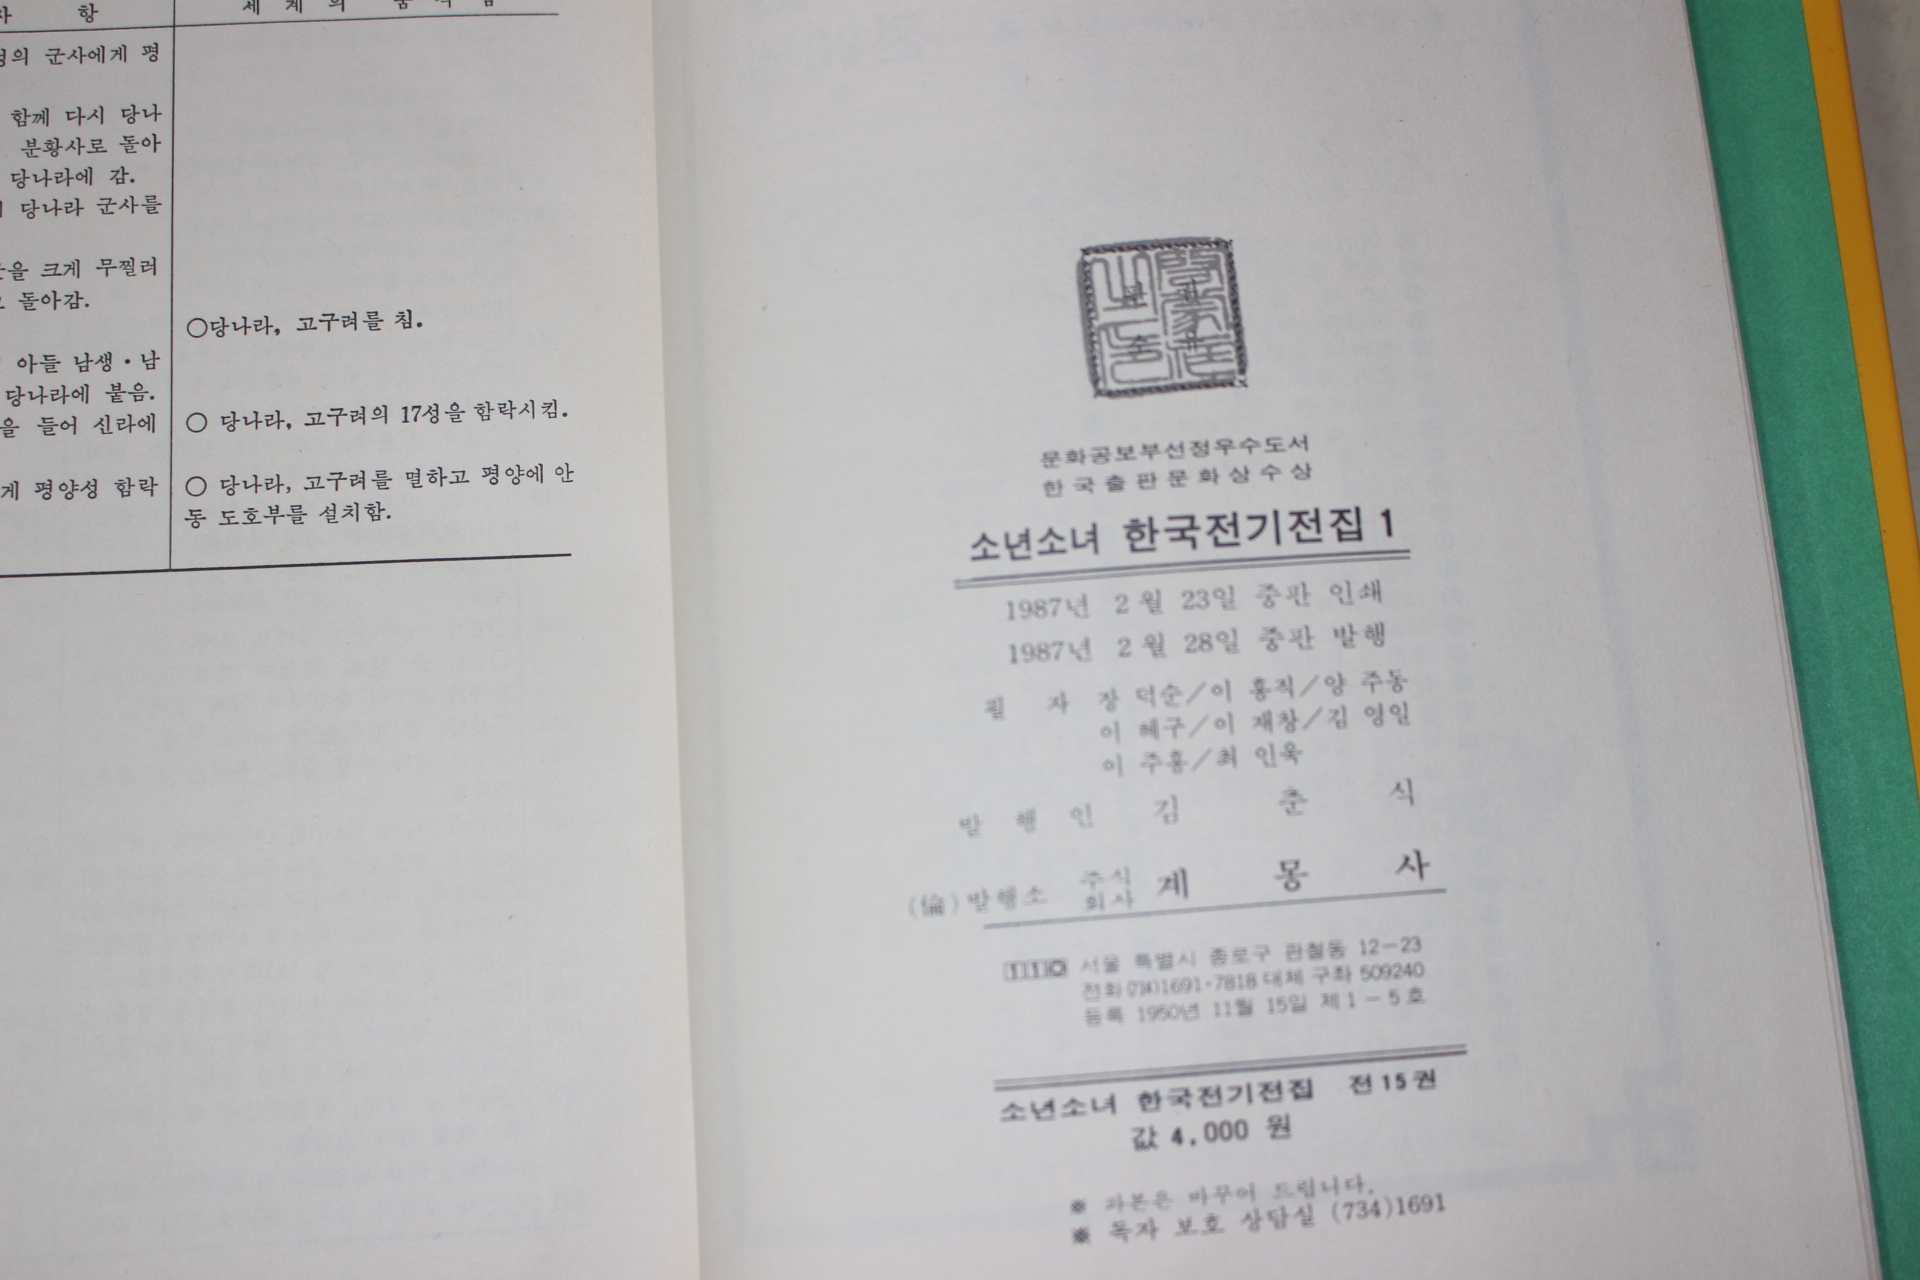 항
세 계 의
의 군사에게 평
함께 다시 당나
분황사로 돌아
당나라에 감.
당나라 군사를
을 크게 무찔러
돌아감.
아들 남생·남
당나라에 붙음.
을 들어 신라에
게 평양성 함락
○당나라, 고구려를 침.
○ 당나라, 고구려의 17성을 함락시킴.
○ 당나라, 고구려를 멸하고 평양에 안
동 도호부를 설치함.
문화공보부선정우수도서
한국출판문화상수상
소년소녀 한국전기전집 1
1987년 2월 23일 중판 인쇄
1987년 2월 28일 중판 발행
필 자 장 덕순/이 홍직/양 주동
이 혜구/이 재창/김 영일
이 주홍/최 인욱
발 행 인 김 춘 식
(倫)발행소 주식회사 계 몽 사
110 서울 특별시 종로구 관철동 12-23
전화(734)1691·7818 대체 구좌 509240
등록 1950년 11월 15일 제1-5호
소년소녀 한국전기전집 전15권
값 4,000 원
※ 파본은 바꾸어 드립니다.
※ 독자 보호 상담실 (734)1691